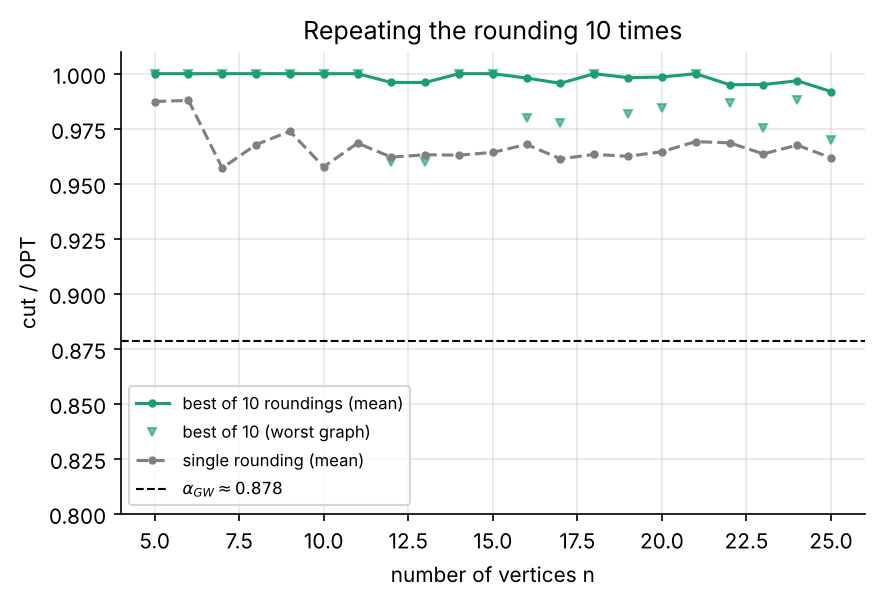 Repeating the rounding 10 times
cut / OPT
1.000
0.975
0.950
0.925
0.900
0.875
0.850
0.825
0.800
best of 10 roundings (mean)
best of 10 (worst graph)
single rounding (mean)
α_GW ≈ 0.878
5.0 7.5 10.0 12.5 15.0 17.5 20.0 22.5 25.0
number of vertices n